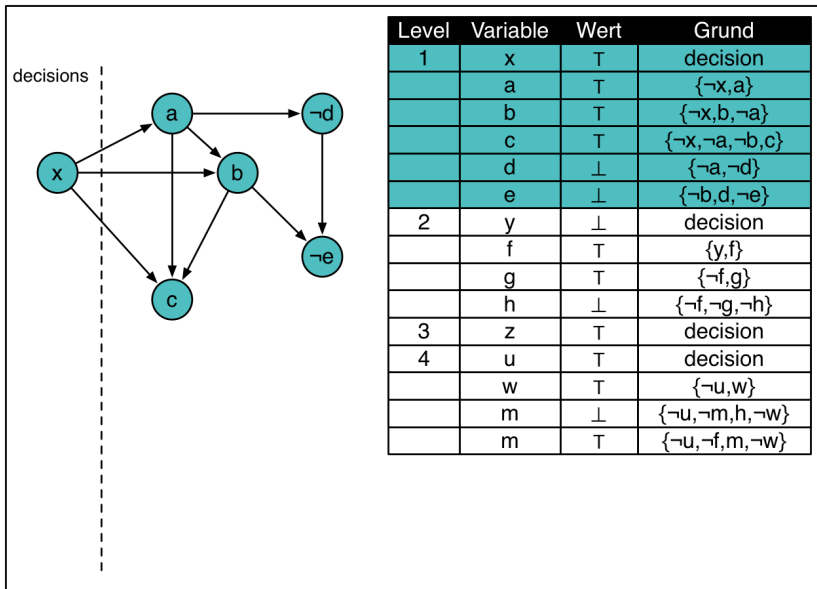 decisions
x
a
¬d
b
¬e
c
Level Variable Wert Grund
1 x ⊤ decision
a ⊤ {¬x,a}
b ⊤ {¬x,b,¬a}
c ⊤ {¬x,¬a,¬b,c}
d ⊥ {¬a,¬d}
e ⊥ {¬b,d,¬e}
2 y ⊥ decision
f ⊤ {y,f}
g ⊤ {¬f,g}
h ⊥ {¬f,¬g,¬h}
3 z ⊤ decision
4 u ⊤ decision
w ⊤ {¬u,w}
m ⊥ {¬u,¬m,h,¬w}
m ⊤ {¬u,¬f,m,¬w}